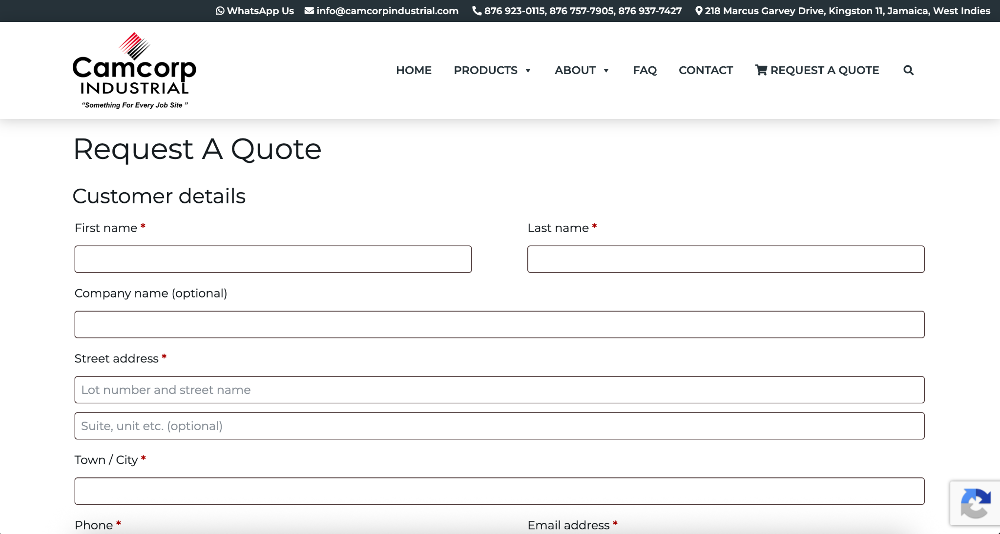 WhatsApp Us info@camcorpindustrial.com 876 923-0115, 876 757-7905, 876 937-7427 218 Marcus Garvey Drive, Kingston 11, Jamaica, West Indies
Camcorp
INDUSTRIAL
“Something For Every Job Site ”
HOME PRODUCTS ABOUT FAQ CONTACT REQUEST A QUOTE
Request A Quote
Customer details
First name * Last name *
Company name (optional)
Street address *
Lot number and street name
Suite, unit etc. (optional)
Town / City *
Phone * Email address *